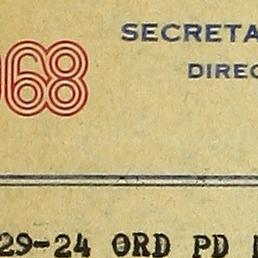 68
SECRETA
DIREC
29-24 ORD PD